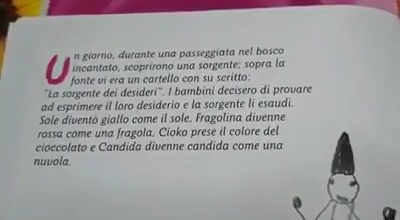 Un giorno, durante una passeggiata nel bosco
incantato, scoprirono una sorgente; sopra la
fonte vi era un cartello con su scritto:
"La sorgente dei desideri". I bambini decisero di provare
ad esprimere il loro desiderio e la sorgente li esaudì.
Sole diventò giallo come il sole, Fragolina divenne
rossa come una fragola, Cioko prese il colore del
cioccolato e Candida divenne candida come una
nuvola.